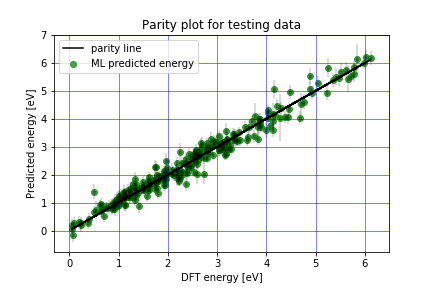 Parity plot for testing data
parity line
ML predicted energy
Predicted energy [eV]
7
6
5
4
3
2
1
0
0 1 2 3 4 5 6
DFT energy [eV]